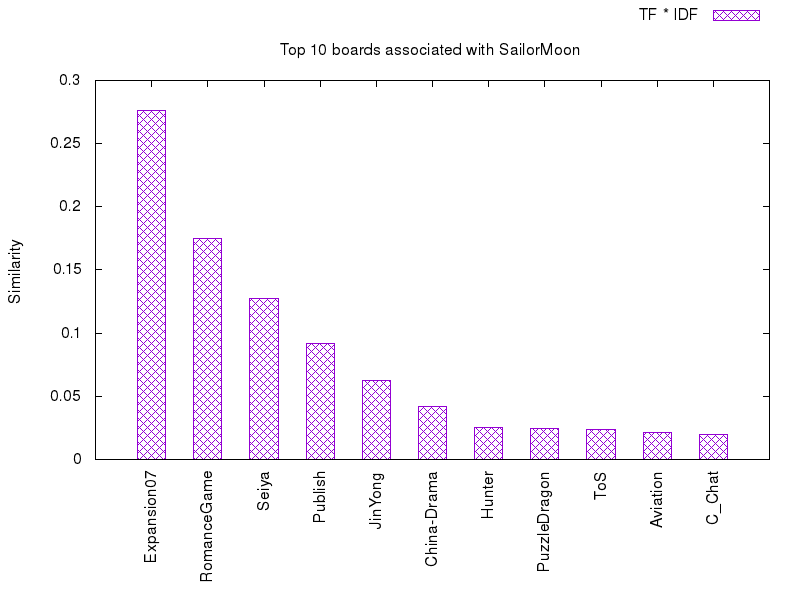 TF * IDF
Top 10 boards associated with SailorMoon
Similarity
0.3
0.25
0.2
0.15
0.1
0.05
0
Expansion07
RomanceGame
Seiya
Publish
JinYong
China-Drama
Hunter
PuzzleDragon
ToS
Aviation
C_Chat